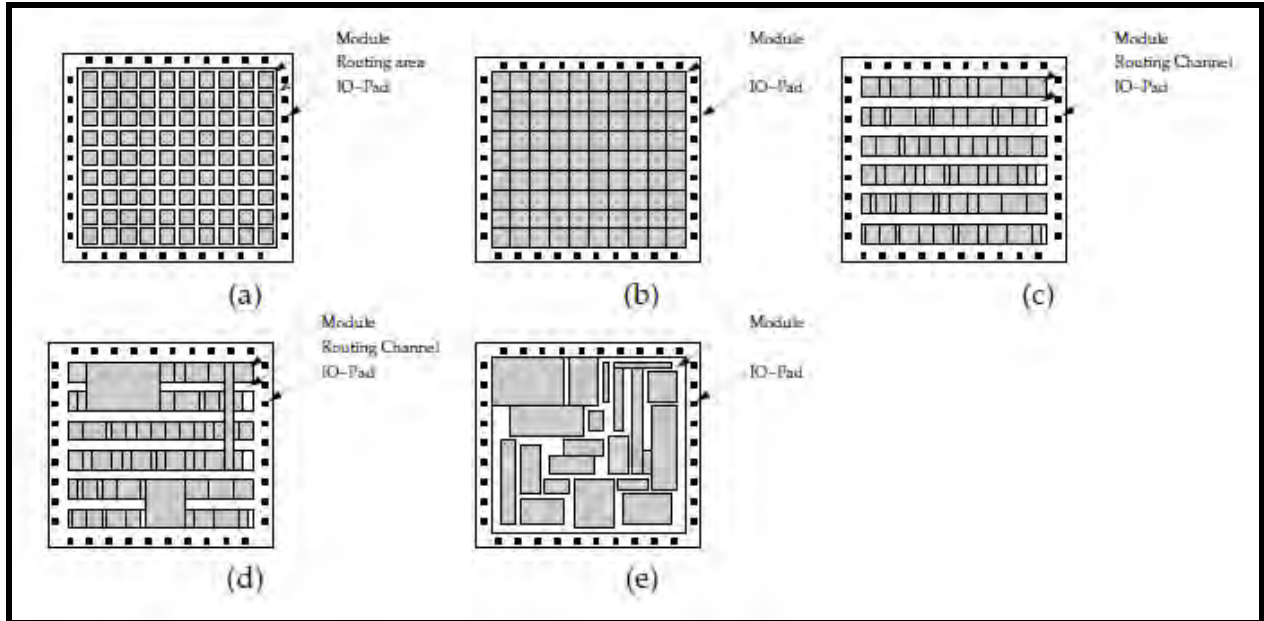 Module
Routing area
IO-Pad
(a)
Module
IO-Pad
(b)
Module
Routing Channel
IO-Pad
(c)
Module
Routing Channel
IO-Pad
(d)
Module
IO-Pad
(e)